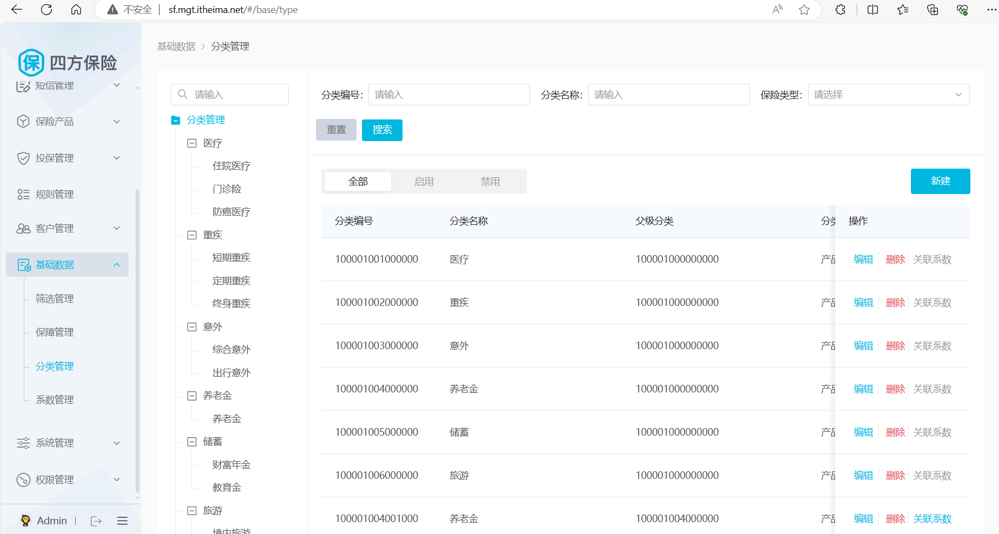 不安全 sf.mgt.itheima.net/#/base/type
四方保险
短信管理
保险产品
投保管理
规则管理
客户管理
基础数据
筛选管理
保障管理
分类管理
系数管理
系统管理
权限管理
Admin
基础数据 > 分类管理
请输入
分类管理
医疗
住院医疗
门诊险
防癌医疗
重疾
短期重疾
定期重疾
终身重疾
意外
综合意外
出行意外
养老金
养老金
储蓄
财富年金
教育金
旅游
境内旅游
分类编号： 请输入 分类名称： 请输入 保险类型： 请选择
重置 搜索
全部 启用 禁用 新建
分类编号 分类名称 父级分类 分类 操作
100001001000000 医疗 100001000000000 产品 编辑 删除 关联系数
100001002000000 重疾 100001000000000 产品 编辑 删除 关联系数
100001003000000 意外 100001000000000 产品 编辑 删除 关联系数
100001004000000 养老金 100001000000000 产品 编辑 删除 关联系数
100001005000000 储蓄 100001000000000 产品 编辑 删除 关联系数
100001006000000 旅游 100001000000000 产品 编辑 删除 关联系数
100001004001000 养老金 100001004000000 产品 编辑 删除 关联系数